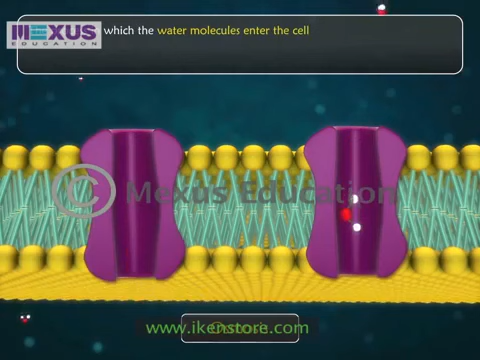 MEXUS
EDUCATION
which the water molecules enter the cell
© Mexus Education
www.ikenstore.com